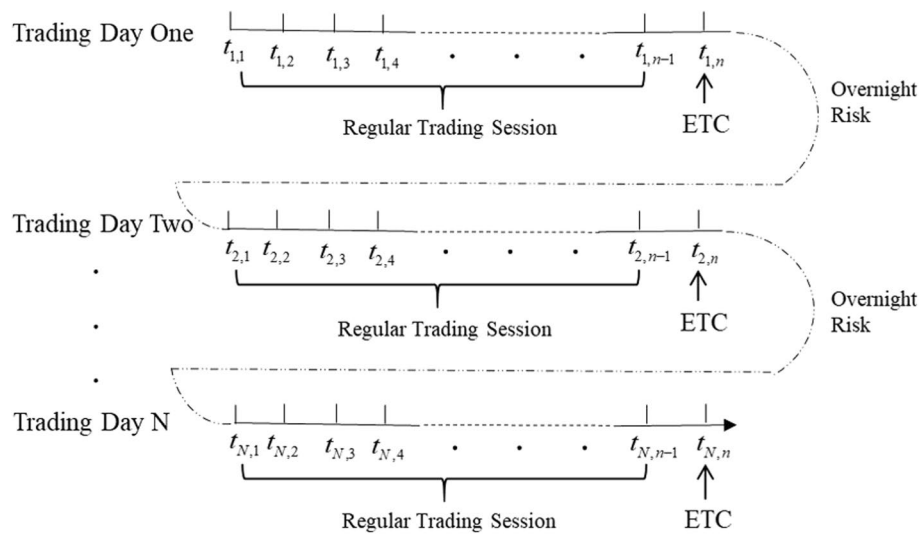 Trading Day One
t1,1 t1,2 t1,3 t1,4 . . . t1,n−1 t1,n
Regular Trading Session
ETC
Overnight
Risk
Trading Day Two
t2,1 t2,2 t2,3 t2,4 . . . t2,n−1 t2,n
Regular Trading Session
ETC
Overnight
Risk
.
.
.
Trading Day N
tN,1 tN,2 tN,3 tN,4 . . . tN,n−1 tN,n
Regular Trading Session
ETC